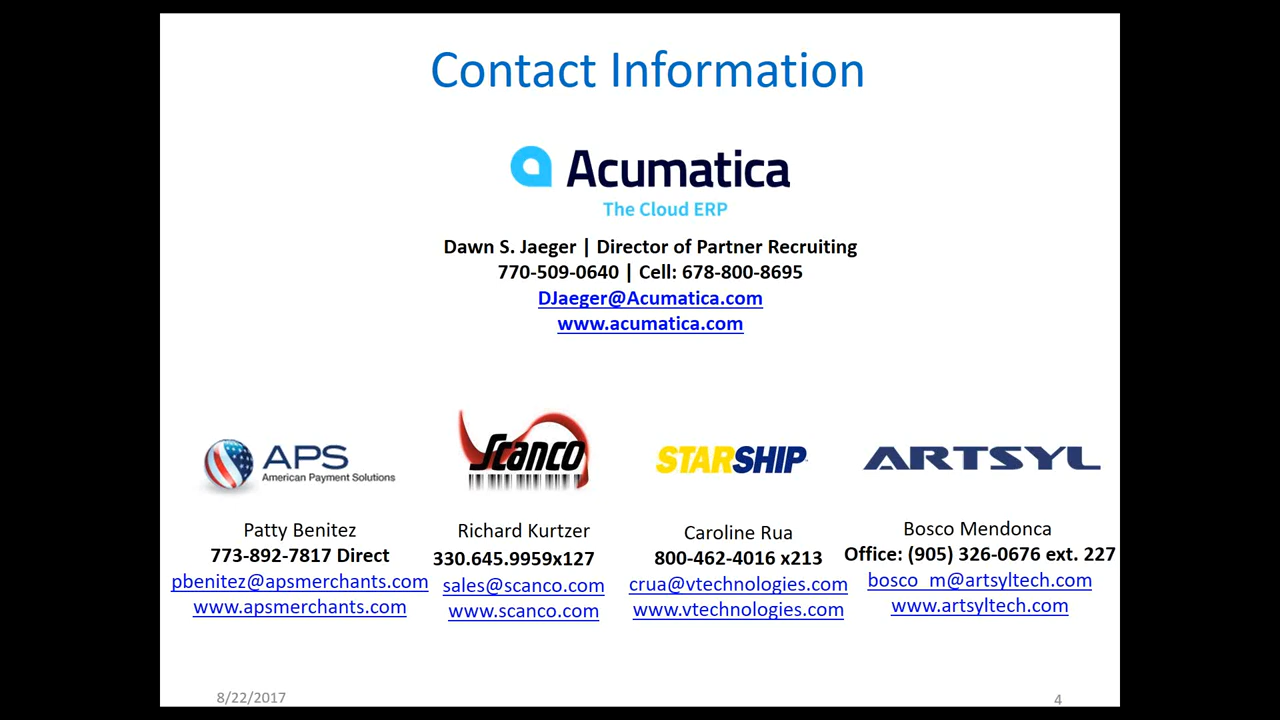 Contact Information
Acumatica
The Cloud ERP
Dawn S. Jaeger | Director of Partner Recruiting
770-509-0640 | Cell: 678-800-8695
DJaeger@Acumatica.com
www.acumatica.com
APS
American Payment Solutions
Patty Benitez
773-892-7817 Direct
pbenitez@apsmerchants.com
www.apsmerchants.com
Scanco
Richard Kurtzer
330.645.9959x127
sales@scanco.com
www.scanco.com
STARSHIP
Caroline Rua
800-462-4016 x213
crua@vtechnologies.com
www.vtechnologies.com
ARTSYL
Bosco Mendonca
Office: (905) 326-0676 ext. 227
bosco_m@artsyltech.com
www.artsyltech.com
8/22/2017
4